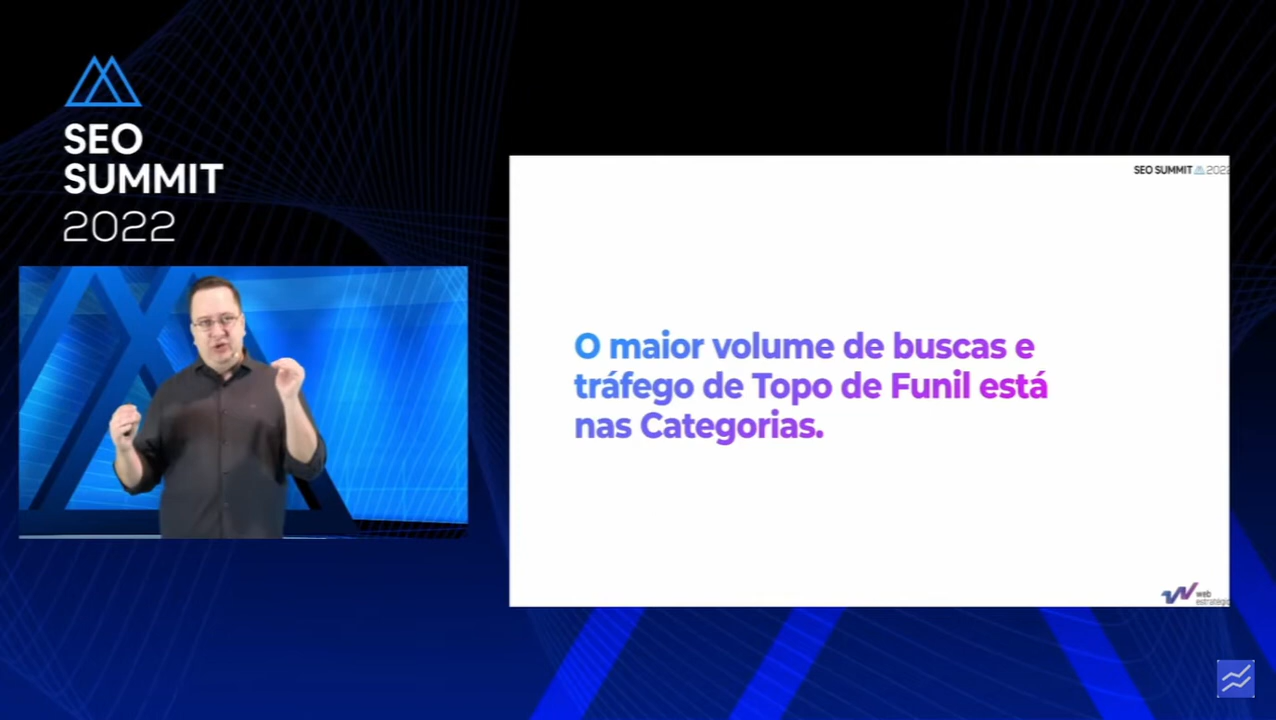 SEO
SUMMIT
2022
SEO SUMMIT 2022
O maior volume de buscas e
tráfego de Topo de Funil está
nas Categorias.
web